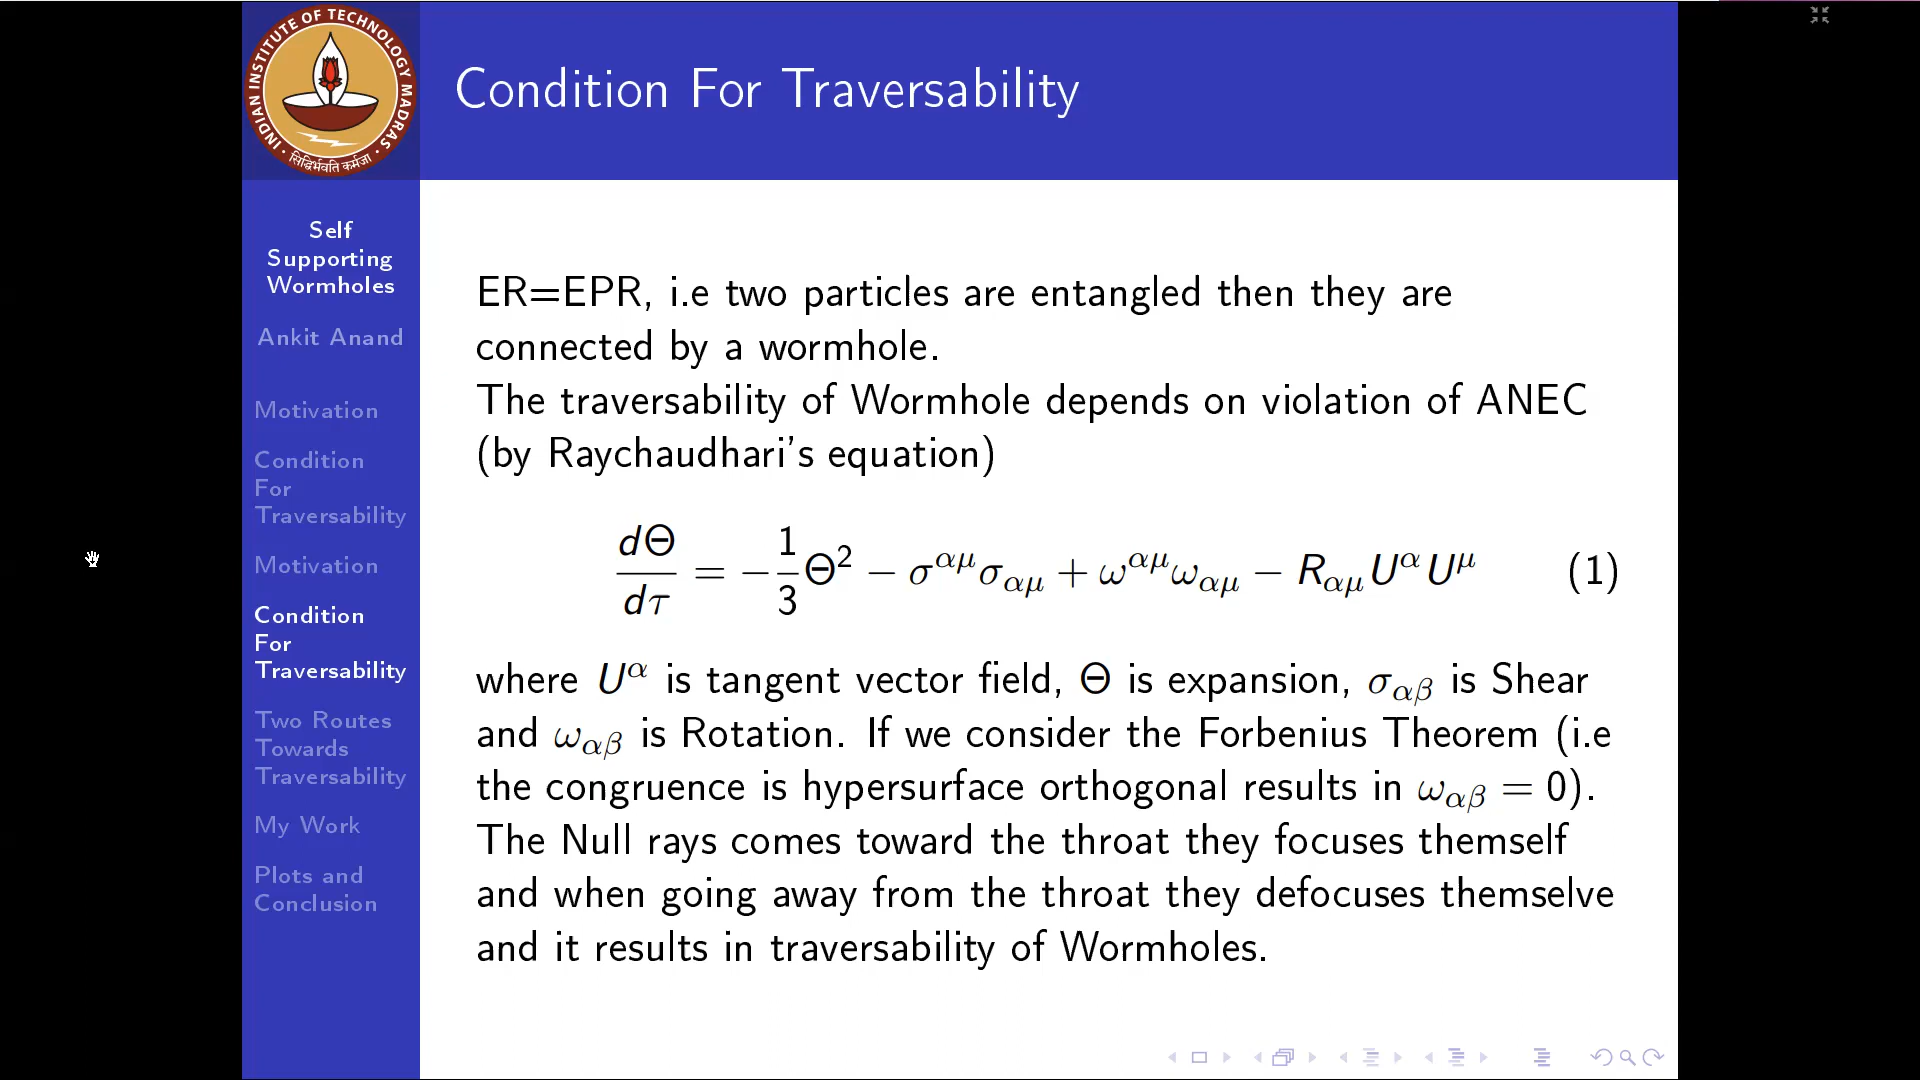 INDIAN INSTITUTE OF TECHNOLOGY MADRAS
सिद्धिर्भवति कर्मजा
Condition For Traversability
Self
Supporting
Wormholes
Ankit Anand
Motivation
Condition
For
Traversability
Motivation
Condition
For
Traversability
Two Routes
Towards
Traversability
My Work
Plots and
Conclusion
ER=EPR, i.e two particles are entangled then they are
connected by a wormhole.
The traversability of Wormhole depends on violation of ANEC
(by Raychaudhari's equation)
dΘ/dτ = −1/3 Θ² − σ^{αμ}σ_{αμ} + ω^{αμ}ω_{αμ} − R_{αμ}U^αU^μ (1)
where U^α is tangent vector field, Θ is expansion, σ_{αβ} is Shear
and ω_{αβ} is Rotation. If we consider the Forbenius Theorem (i.e
the congruence is hypersurface orthogonal results in ω_{αβ} = 0).
The Null rays comes toward the throat they focuses themself
and when going away from the throat they defocuses themselve
and it results in traversability of Wormholes.